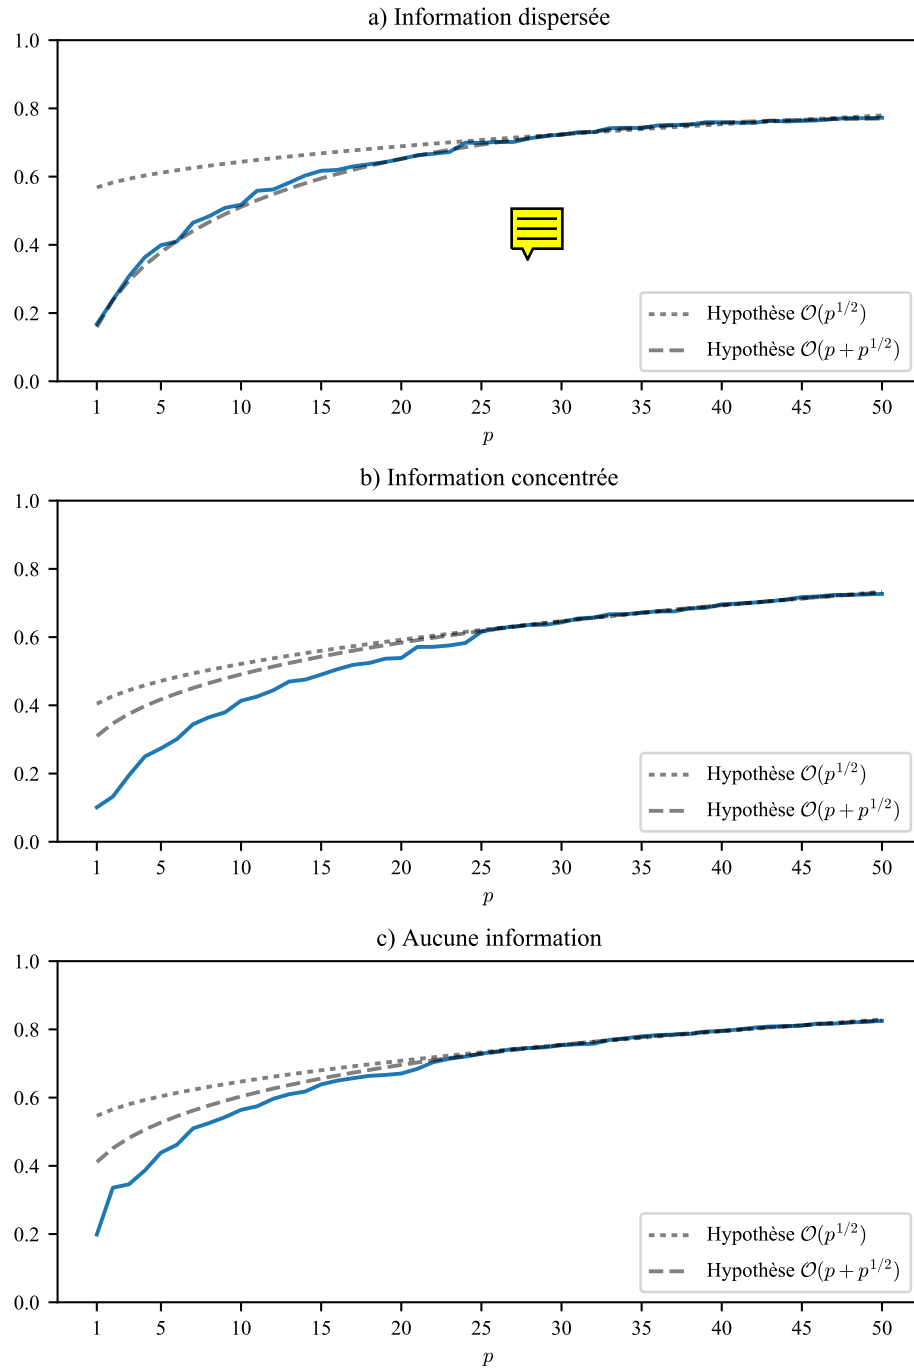 a) Information dispersée
1.0
0.8
0.6
0.4
0.2
0.0
Hypothèse 𝒪(p^{1/2})
Hypothèse 𝒪(p + p^{1/2})
1 5 10 15 20 25 30 35 40 45 50
p
b) Information concentrée
1.0
0.8
0.6
0.4
0.2
0.0
Hypothèse 𝒪(p^{1/2})
Hypothèse 𝒪(p + p^{1/2})
1 5 10 15 20 25 30 35 40 45 50
p
c) Aucune information
1.0
0.8
0.6
0.4
0.2
0.0
Hypothèse 𝒪(p^{1/2})
Hypothèse 𝒪(p + p^{1/2})
1 5 10 15 20 25 30 35 40 45 50
p